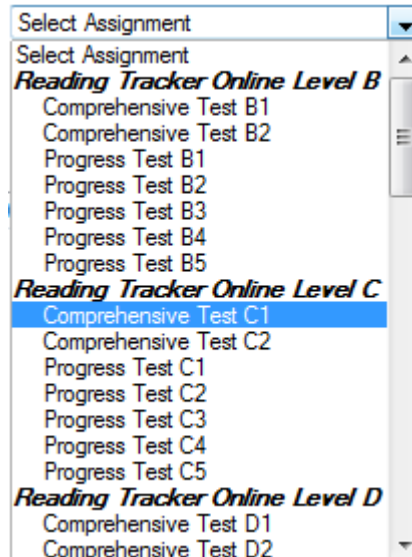 Select Assignment
Select Assignment
Reading Tracker Online Level B
Comprehensive Test B1
Comprehensive Test B2
Progress Test B1
Progress Test B2
Progress Test B3
Progress Test B4
Progress Test B5
Reading Tracker Online Level C
Comprehensive Test C1
Comprehensive Test C2
Progress Test C1
Progress Test C2
Progress Test C3
Progress Test C4
Progress Test C5
Reading Tracker Online Level D
Comprehensive Test D1
Comprehensive Test D2